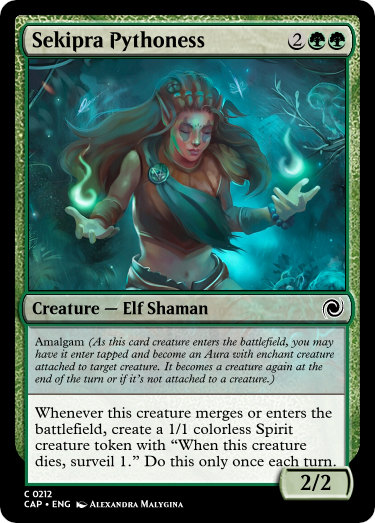 Sekipra Pythoness 2
Creature — Elf Shaman
Amalgam (As this card creature enters the battlefield, you may
have it enter tapped and become an Aura with enchant creature
attached to target creature. It becomes a creature again at the
end of the turn or if it's not attached to a creature.)
Whenever this creature merges or enters the
battlefield, create a 1/1 colorless Spirit
creature token with “When this creature
dies, surveil 1.” Do this only once each turn.
2/2
C 0212
CAP • ENG Alexandra Malygina